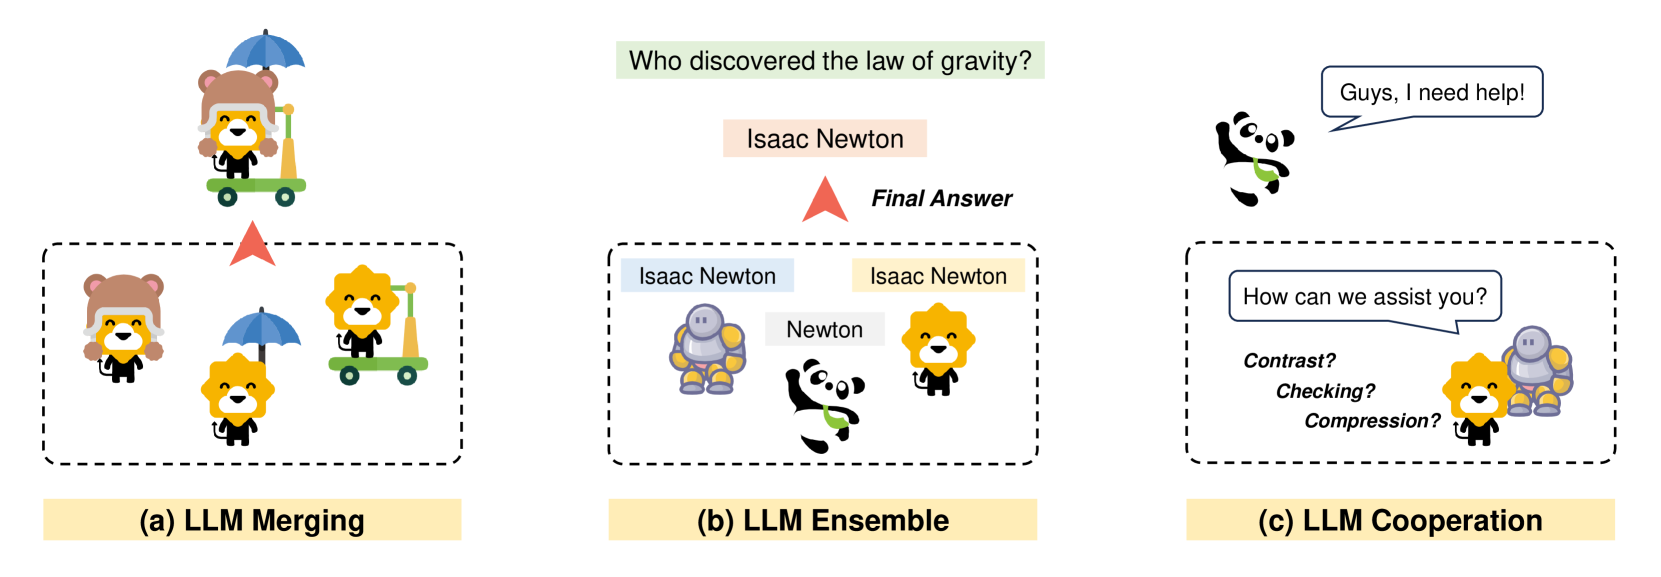 Who discovered the law of gravity?
Isaac Newton
Final Answer
Isaac Newton
Isaac Newton
Newton
Guys, I need help!
How can we assist you?
Contrast?
Checking?
Compression?
(a) LLM Merging
(b) LLM Ensemble
(c) LLM Cooperation